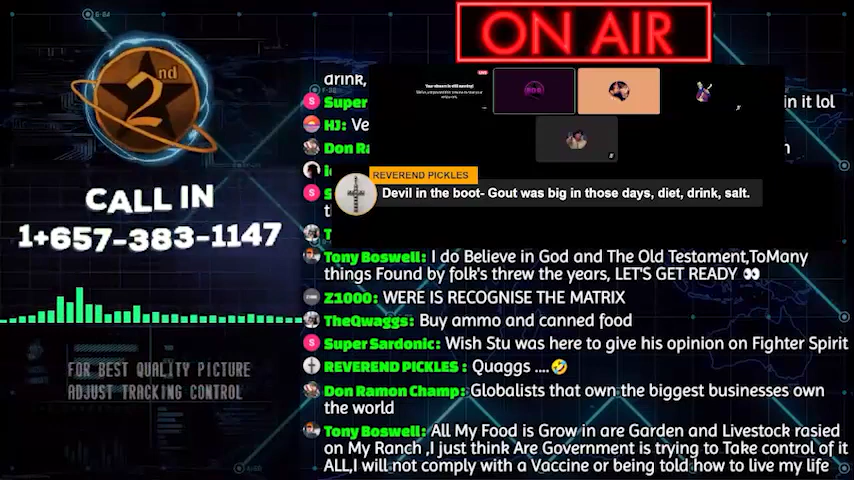 2nd
CALL IN
1+657-383-1147
FOR BEST QUALITY PICTURE
ADJUST TRACKING CONTROL
ON AIR
drink,
Super
in it lol
HJ: Ve
Don Ra
REVEREND PICKLES
Devil in the boot- Gout was big in those days, diet, drink, salt.
Tony Boswell: I do Believe in God and The Old Testament,ToMany
things Found by folk's threw the years, LET'S GET READY 👀
Z1000: WERE IS RECOGNISE THE MATRIX
TheQwaggs: Buy ammo and canned food
Super Sardonic: Wish Stu was here to give his opinion on Fighter Spirit
REVEREND PICKLES : Quaggs ....🤣
Don Ramon Champ: Globalists that own the biggest businesses own
the world
Tony Boswell: All My Food is Grow in are Garden and Livestock rasied
on My Ranch ,I just think Are Government is trying to Take control of it
ALL,I will not comply with a Vaccine or being told how to live my life